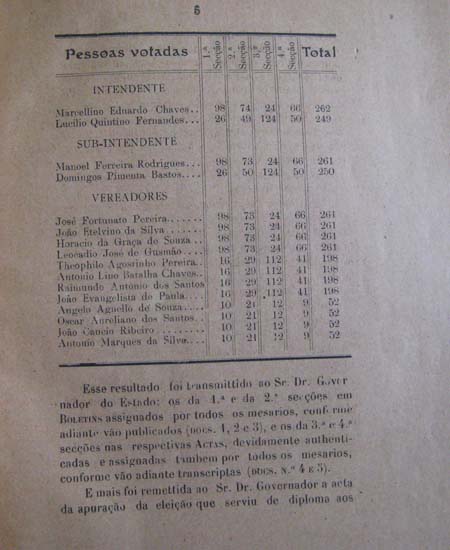 6
Pessoas votadas 1.ª Secção 2.ª Secção 3.ª Secção 4.ª Secção Total
INTENDENTE
Marcellino Eduardo Chaves.. 98 74 24 66 262
Lucilio Quintino Fernandes... 26 49 124 50 249
SUB-INTENDENTE
Manoel Ferreira Rodrigues.... 98 73 24 66 261
Domingos Pimenta Bastos.... 26 50 124 50 250
VEREADORES
José Fortunato Pereira....... 98 73 24 66 261
João Etelvino da Silva....... 98 73 24 66 261
Horacio da Graça de Souza... 98 73 24 66 261
Leocadio José de Gusmão.... 98 73 24 66 261
Theophilo Agostinho Pereira.. 16 29 112 41 198
Antonio Lino Batalha Chaves.. 16 29 112 41 198
Raimundo Antonio dos Santos 16 29 112 41 198
João Evangelista de Paula.... 16 29 112 41 198
Angelo Agnello de Souza..... 10 21 12 9 52
Oscar Aureliano dos Santos.. 10 21 12 9 52
João Cancio Ribeiro ........ 10 21 12 9 52
Antonio Marques da Silva.... 10 21 12 9 52
Esse resultado foi transmittido ao Sr. Dr. Gover
nador do Estado: os da 1.ª e da 2.ª secções em
BOLETINS assignados por todos os mesarios, conforme
adiante vão publicados (DOCS. 1, 2 e 3), e os da 3.ª e 4.ª
secções nas respectivas ACTAS, devidamente authenti-
cadas e assignadas tambem por todos os mesarios,
conforme vão adiante transcriptas (DOCS. N.os 4 E 5).
E mais foi remettida ao Sr. Dr. Governador a acta
da apuração da eleição que serviu de diploma aos